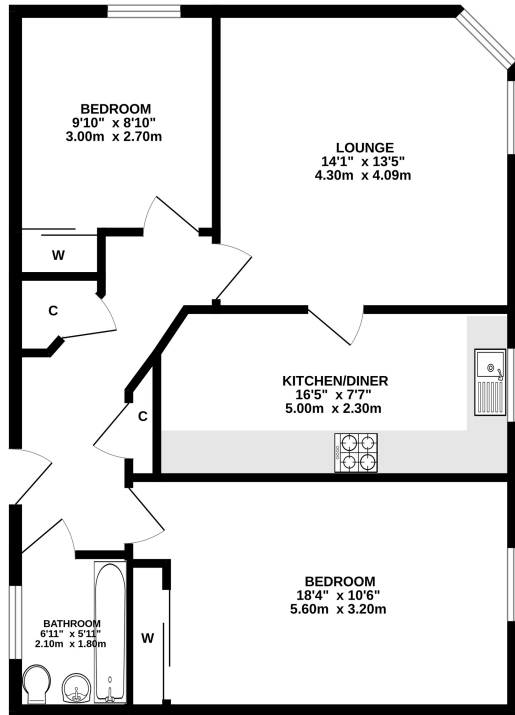 BEDROOM
9'10" x 8'10"
3.00m x 2.70m
LOUNGE
14'1" x 13'5"
4.30m x 4.09m
W
C
KITCHEN/DINER
16'5" x 7'7"
5.00m x 2.30m
C
BEDROOM
18'4" x 10'6"
5.60m x 3.20m
BATHROOM
6'11" x 5'11"
2.10m x 1.80m
W